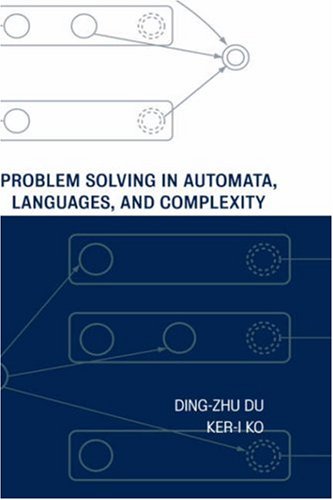 PROBLEM SOLVING IN AUTOMATA,
LANGUAGES, AND COMPLEXITY
DING-ZHU DU
KER-I KO